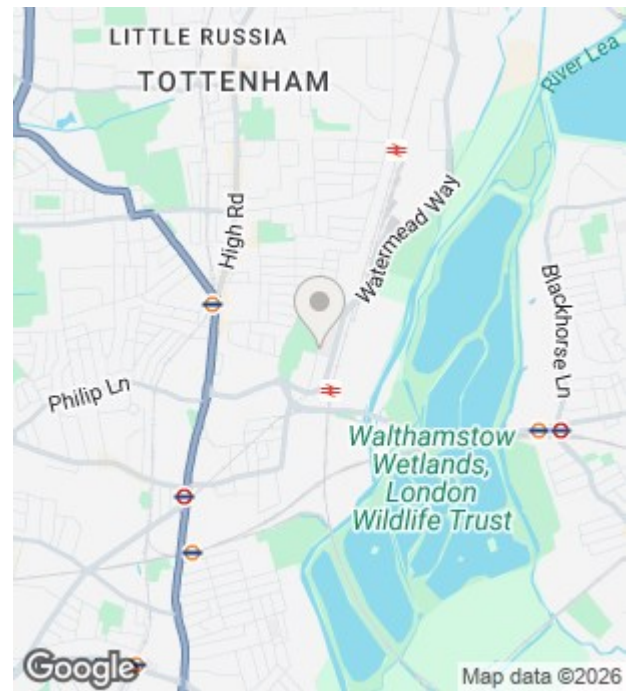 LITTLE RUSSIA
TOTTENHAM
River Lea
High Rd
Watermead Way
Blackhorse Ln
Philip Ln
Walthamstow
Wetlands,
London
Wildlife Trust
Google
Map data ©2026